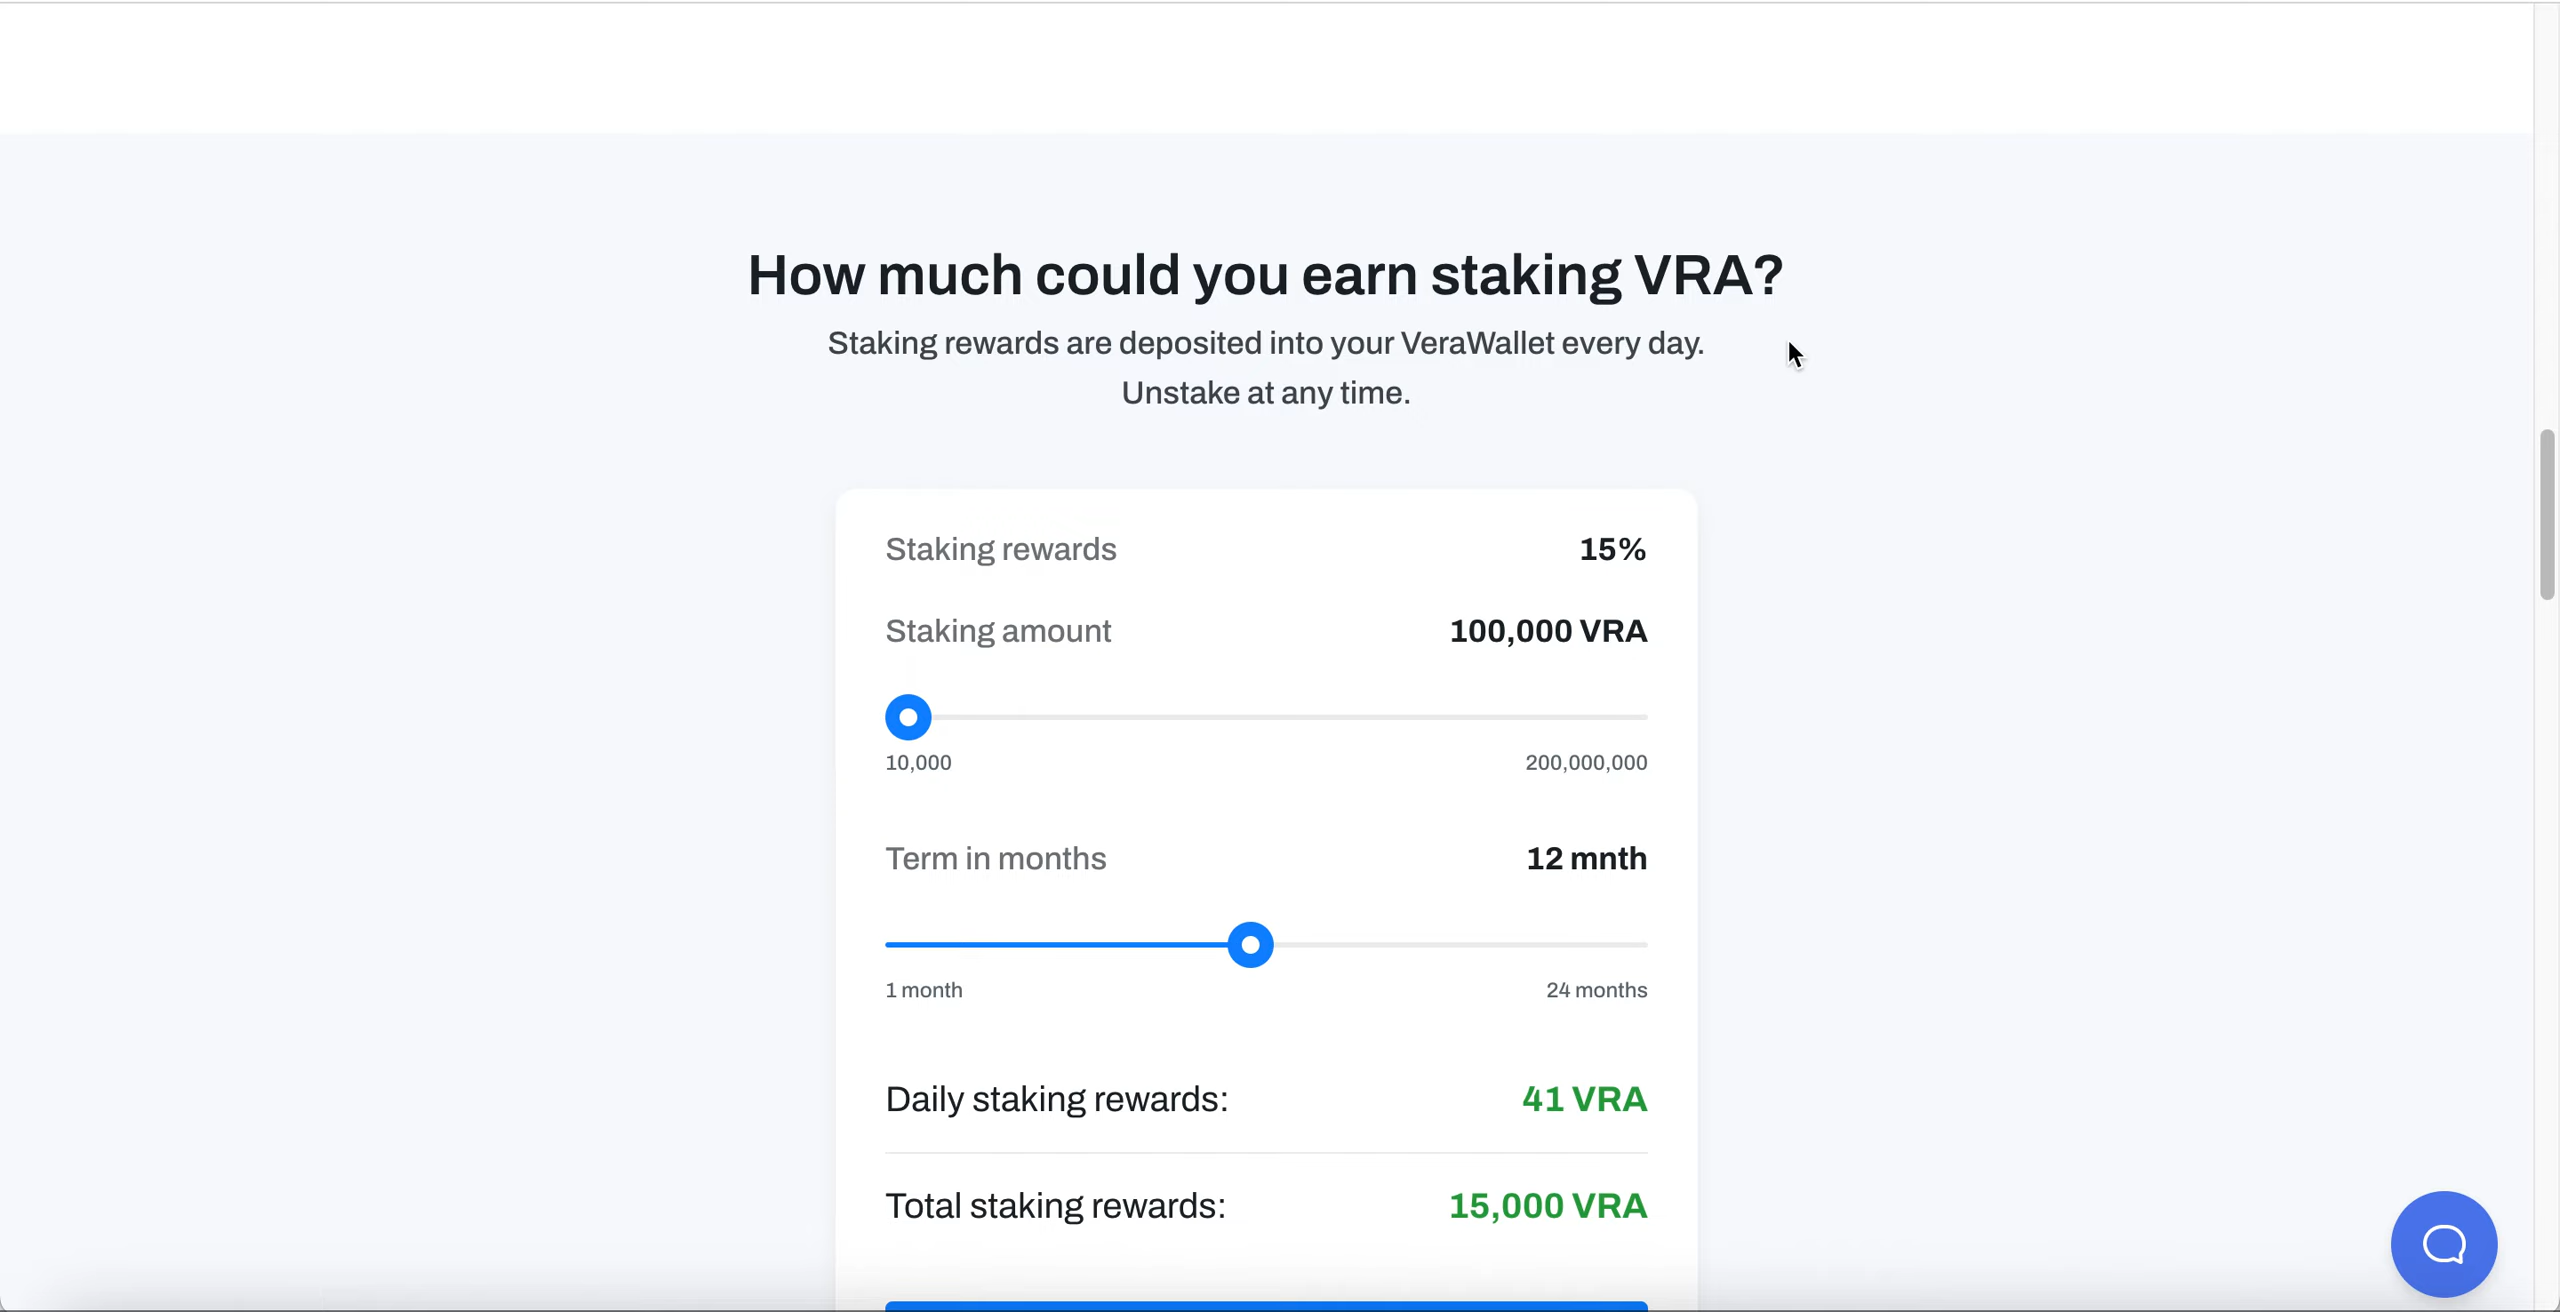 How much could you earn staking VRA?
Staking rewards are deposited into your VeraWallet every day.
Unstake at any time.
Staking rewards 15%
Staking amount 100,000 VRA
10,000 200,000,000
Term in months 12 mnth
1 month 24 months
Daily staking rewards: 41 VRA
Total staking rewards: 15,000 VRA